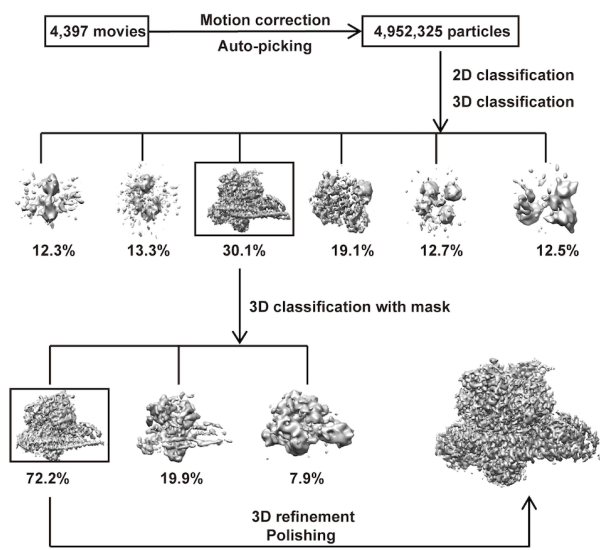 4,397 movies
Motion correction
Auto-picking
4,952,325 particles
2D classification
3D classification
12.3%
13.3%
30.1%
19.1%
12.7%
12.5%
3D classification with mask
72.2%
19.9%
7.9%
3D refinement
Polishing